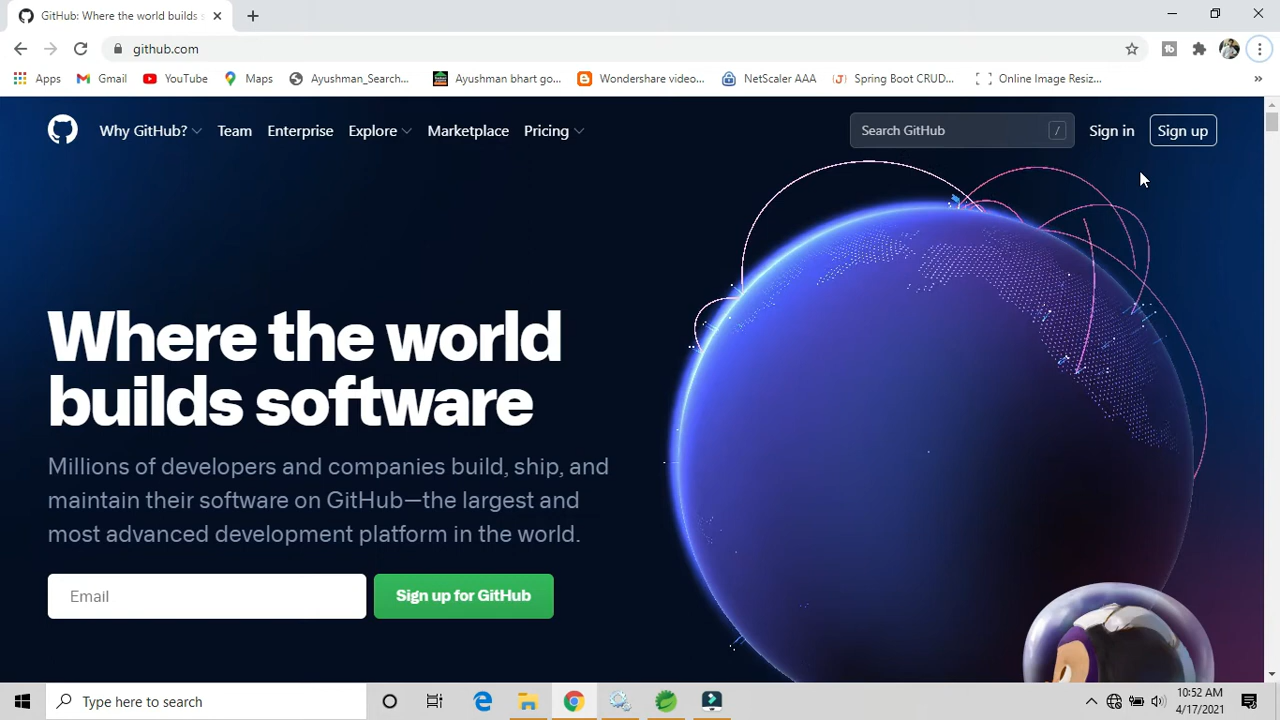 GitHub: Where the world builds s
github.com
Apps Gmail YouTube Maps Ayushman_Search... Ayushman bhart go... Wondershare video... NetScaler AAA Spring Boot CRUD... Online Image Resiz... »
Why GitHub? Team Enterprise Explore Marketplace Pricing Search GitHub / Sign in Sign up
Where the world
builds software
Millions of developers and companies build, ship, and
maintain their software on GitHub—the largest and
most advanced development platform in the world.
Email Sign up for GitHub
Type here to search
10:52 AM
4/17/2021